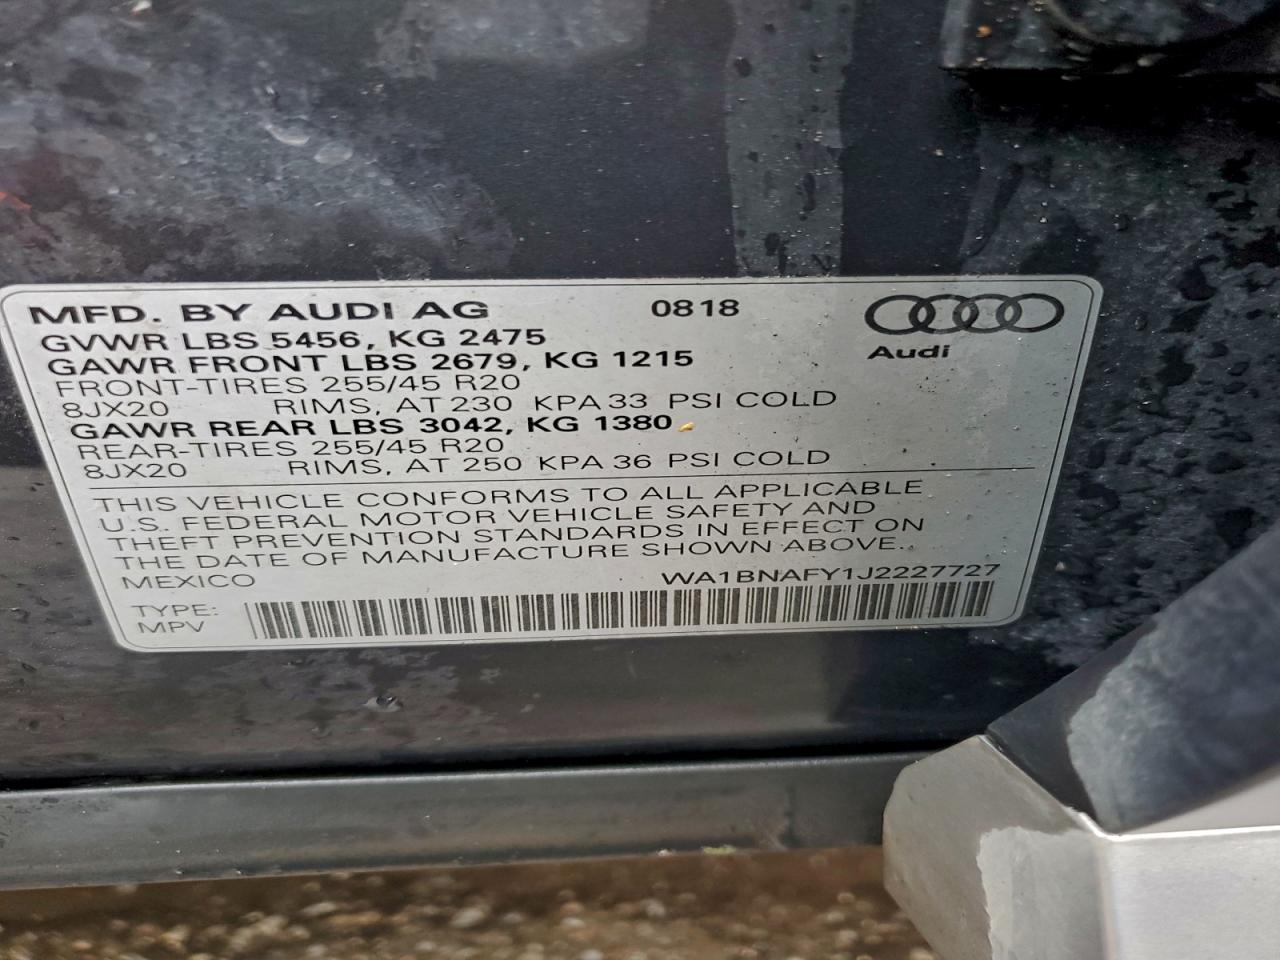 MFD. BY AUDI AG 0818
GVWR LBS 5456, KG 2475
Audi
GAWR FRONT LBS 2679, KG 1215
FRONT-TIRES 255/45 R20
8JX20 RIMS, AT 230 KPA 33 PSI COLD
GAWR REAR LBS 3042, KG 1380
REAR-TIRES 255/45 R20
8JX20 RIMS, AT 250 KPA 36 PSI COLD
THIS VEHICLE CONFORMS TO ALL APPLICABLE
U.S. FEDERAL MOTOR VEHICLE SAFETY AND
THEFT PREVENTION STANDARDS IN EFFECT ON
THE DATE OF MANUFACTURE SHOWN ABOVE..
MEXICO WA1BNAFY1J2227727
TYPE:
MPV